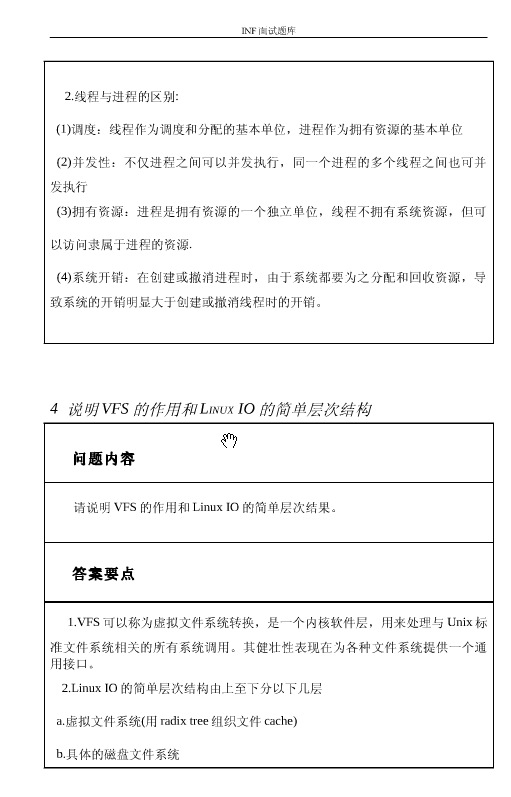 INF 面试题库
2.线程与进程的区别:
(1)调度：线程作为调度和分配的基本单位，进程作为拥有资源的基本单位
(2)并发性：不仅进程之间可以并发执行，同一个进程的多个线程之间也可并
发执行
(3)拥有资源：进程是拥有资源的一个独立单位，线程不拥有系统资源，但可
以访问隶属于进程的资源.
(4)系统开销：在创建或撤消进程时，由于系统都要为之分配和回收资源，导
致系统的开销明显大于创建或撤消线程时的开销。
4 说明 VFS 的作用和 LINUX IO 的简单层次结构
问题内容
请说明 VFS 的作用和 Linux IO 的简单层次结果。
答案要点
1.VFS 可以称为虚拟文件系统转换，是一个内核软件层，用来处理与 Unix 标
准文件系统相关的所有系统调用。其健壮性表现在为各种文件系统提供一个通
用接口。
2.Linux IO 的简单层次结构由上至下分以下几层
a.虚拟文件系统(用 radix tree 组织文件 cache)
b.具体的磁盘文件系统